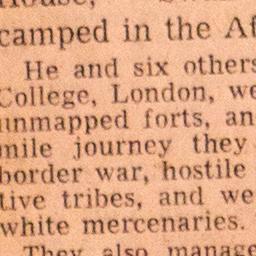 House,
camped in the Af
He and six others
College, London, we
unmapped forts, an
mile journey they
border war, hostile
tive tribes, and we
white mercenaries.
They also manage